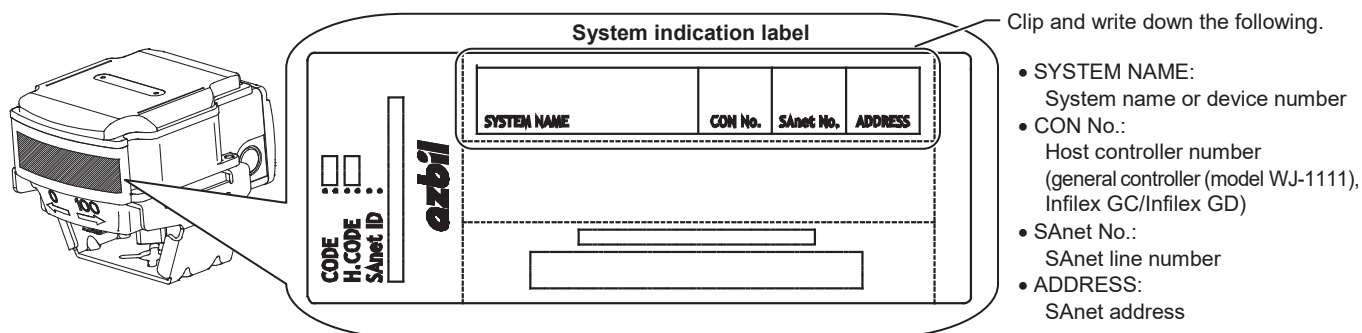 System indication label
Clip and write down the following.
SYSTEM NAME
CON No.
SAnet No.
ADDRESS
CODE :
H.CODE :
SAnet ID :
azbil
0
100
• SYSTEM NAME:
System name or device number
• CON No.:
Host controller number
(general controller (model WJ-1111),
Infilex GC/Infilex GD)
• SAnet No.:
SAnet line number
• ADDRESS:
SAnet address